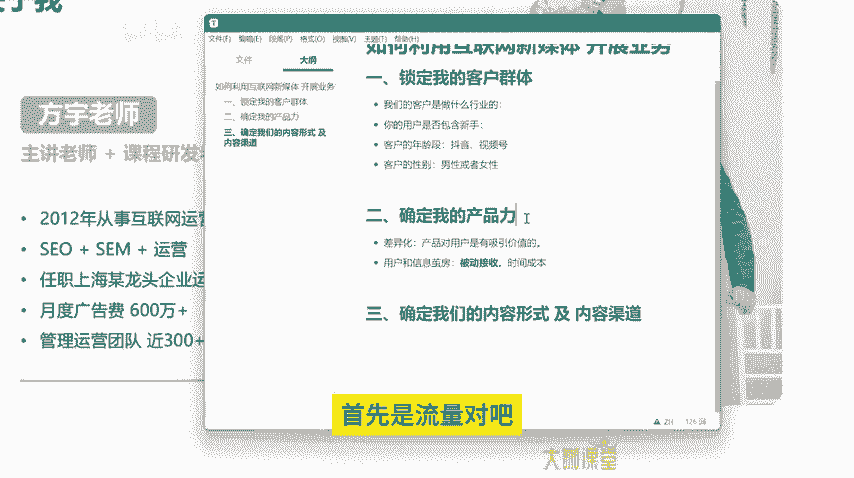 文件(F) 编辑(E) 段落(P) 格式(O) 视图(V) 主题(T) 帮助(H)
文件 大纲
如何利用互联网新媒体 开展业务
一、锁定我的客户群体
二、确定我的产品力
三、确定我们的内容形式 及
内容渠道
如何利用互联网新媒体 开展业务
一、锁定我的客户群体
我们的客户是做什么行业的:
你的用户是否包含新手:
客户的年龄段: 抖音、视频号
客户的性别: 男性或者女性
二、确定我的产品力
差异化: 产品对用户是有吸引价值的。
用户和信息茧房: 被动接收。时间成本
三、确定我们的内容形式 及 内容渠道
ZH 126 词
方宇老师
主讲老师 + 课程研发
2012年从事互联网运营
SEO + SEM + 运营
任职上海某龙头企业运
月度广告费 600万+
管理运营团队 近300+
首先是流量对吧